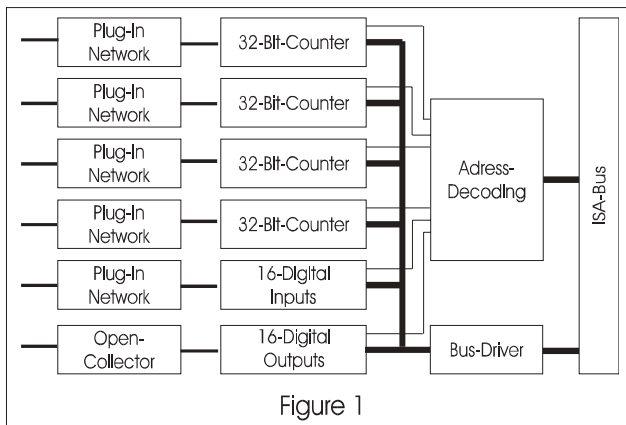 Plug-In
Network
32-Bit-Counter
Plug-In
Network
32-Bit-Counter
Plug-In
Network
32-Bit-Counter
Plug-In
Network
32-Bit-Counter
Plug-In
Network
16-Digital
Inputs
Open-
Collector
16-Digital
Outputs
Adress-
Decoding
Bus-Driver
ISA-Bus
Figure 1